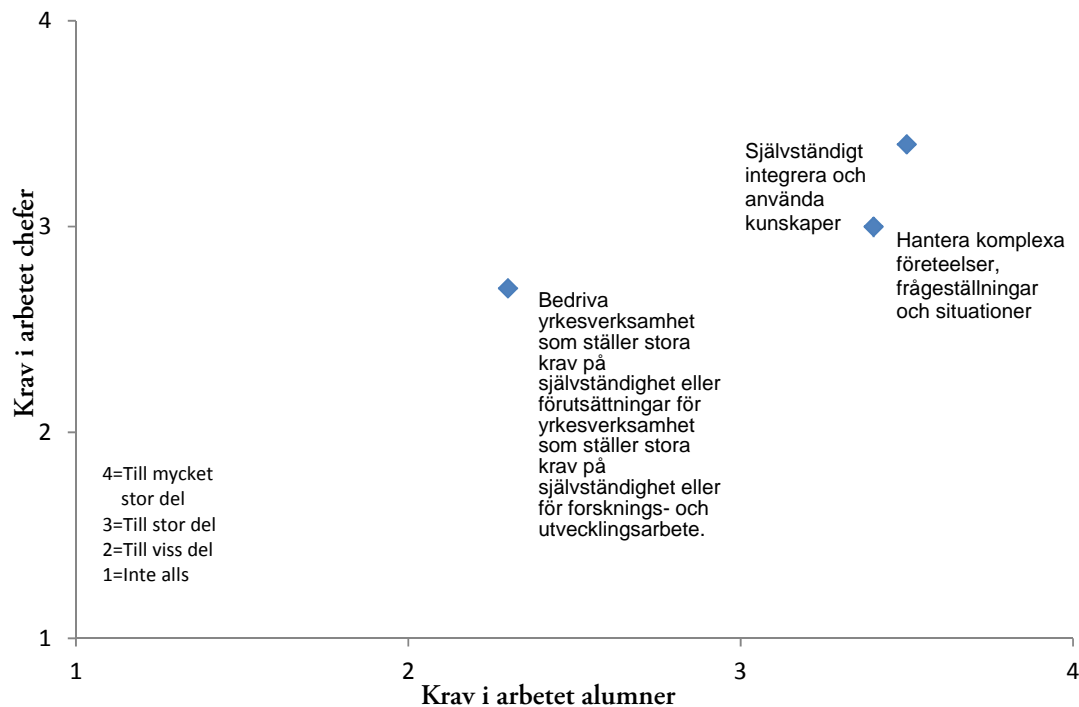 4
3
2
1
Krav i arbetet chefer
Självständigt
integrera och
använda
kunskaper
Hantera komplexa
företeelser,
frågeställningar
och situationer
Bedriva
yrkesverksamhet
som ställer stora
krav på
självständighet eller
förutsättningar för
yrkesverksamhet
som ställer stora
krav på
självständighet eller
för forsknings- och
utvecklingsarbete.
4=Till mycket
stor del
3=Till stor del
2=Till viss del
1=Inte alls
1
2
3
4
Krav i arbetet alumner